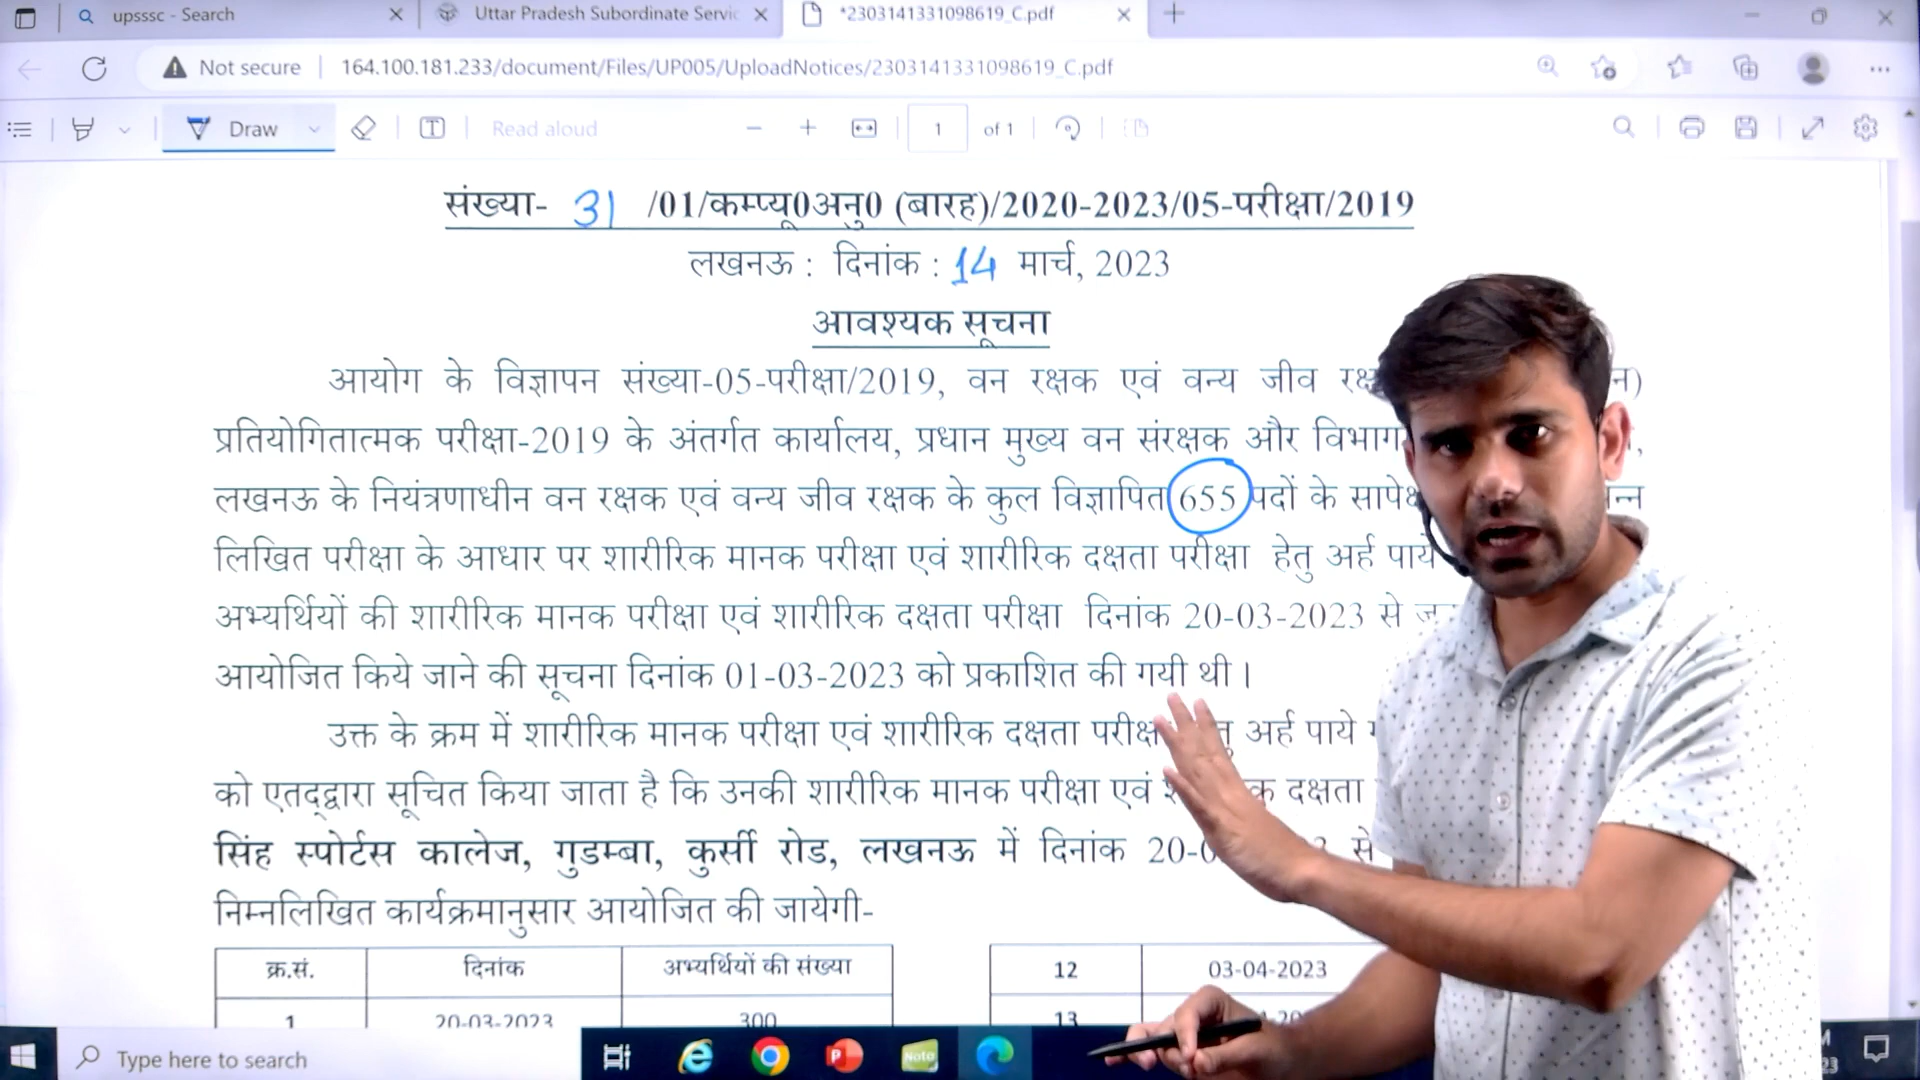 upsssc - Search
Uttar Pradesh Subordinate Servic
*2303141331098619_C.pdf
Not secure
164.100.181.233/document/Files/UP005/UploadNotices/2303141331098619_C.pdf
Draw
Read aloud
1
of 1
संख्या- 31 /01/कम्प्यू0अनु0 (बारह)/2020-2023/05-परीक्षा/2019
लखनऊ : दिनांक : 14 मार्च, 2023
आवश्यक सूचना
आयोग के विज्ञापन संख्या-05-परीक्षा/2019, वन रक्षक एवं वन्य जीव
प्रतियोगितात्मक परीक्षा-2019 के अंतर्गत कार्यालय, प्रधान मुख्य वन संरक्षक और
लखनऊ के नियंत्रणाधीन वन रक्षक एवं वन्य जीव रक्षक के कुल विज्ञापित 655 पदों के
लिखित परीक्षा के आधार पर शारीरिक मानक परीक्षा एवं शारीरिक दक्षता परीक्षा हेतु अर्ह पाये
अभ्यर्थियों की शारीरिक मानक परीक्षा एवं शारीरिक दक्षता परीक्षा दिनांक 20-03-2023 से
आयोजित किये जाने की सूचना दिनांक 01-03-2023 को प्रकाशित की गयी थी।
उक्त के क्रम में शारीरिक मानक परीक्षा एवं शारीरिक दक्षता अर्ह पाये
को एतद्द्वारा सूचित किया जाता है कि उनकी शारीरिक मानक परीक्षा एवं दक्षता
सिंह स्पोर्टस कालेज, गुडम्बा, कुर्सी रोड, लखनऊ में दिनांक से
निम्नलिखित कार्यक्रमानुसार आयोजित की जायेगी-
क्र.सं. दिनांक अभ्यर्थियों की संख्या 12 03-04-2023
1 20-03-2023 300 13
Type here to search
Note